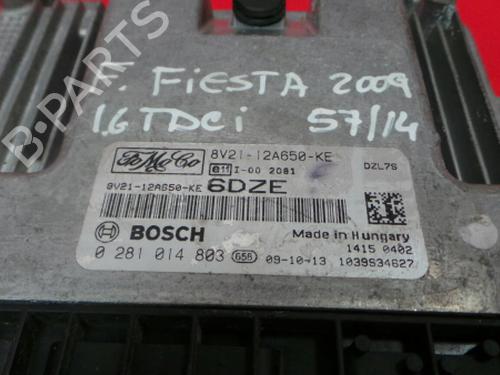 F. FiESTA 2009
1.6 TDCi 57/14
FoMoCo 8V21-12A650-KE
e11 I-00 2081 DZL7S
8V21-12A650-KE 6DZE
BOSCH Made in Hungary
1415 0402
0 281 014 803 658 09-10-13 1039S34627
B-PARTS